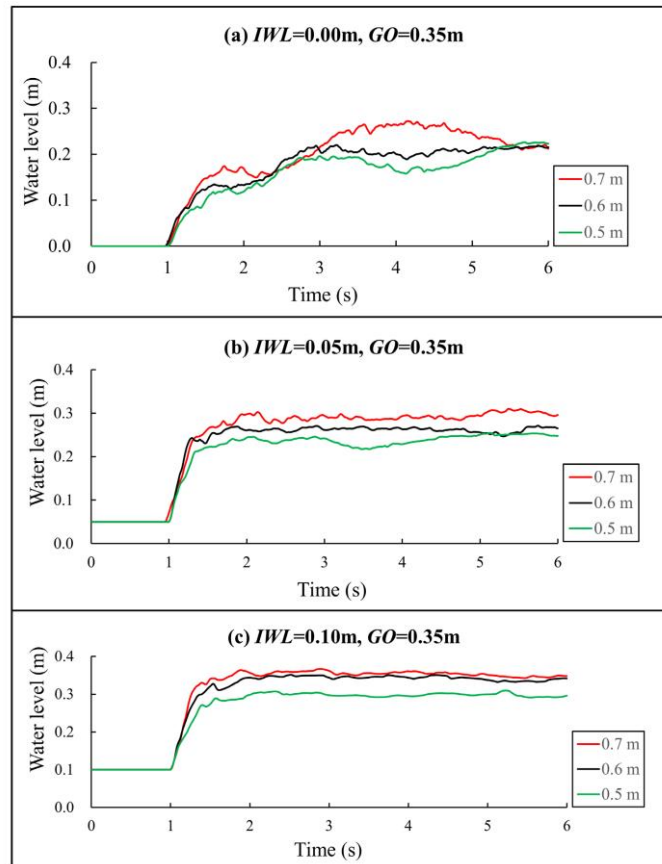 (a) IWL=0.00m, GO=0.35m
Water level (m)
0.4
0.3
0.2
0.1
0.0
0 1 2 3 4 5 6
Time (s)
0.7 m
0.6 m
0.5 m
(b) IWL=0.05m, GO=0.35m
Water level (m)
0.4
0.3
0.2
0.1
0.0
0 1 2 3 4 5 6
Time (s)
0.7 m
0.6 m
0.5 m
(c) IWL=0.10m, GO=0.35m
Water level (m)
0.4
0.3
0.2
0.1
0.0
0 1 2 3 4 5 6
Time (s)
0.7 m
0.6 m
0.5 m